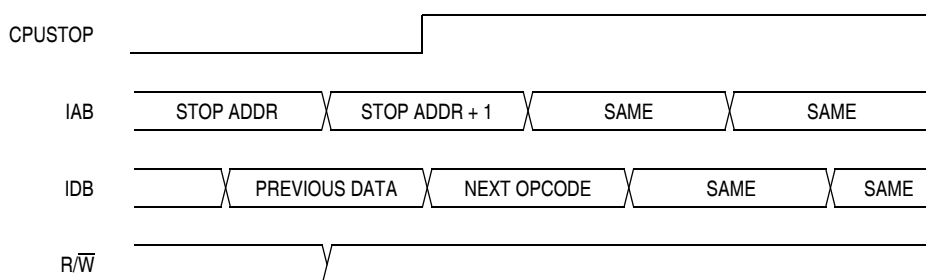 CPUSTOP
IAB STOP ADDR STOP ADDR + 1 SAME SAME
IDB PREVIOUS DATA NEXT OPCODE SAME SAME
R/W̅